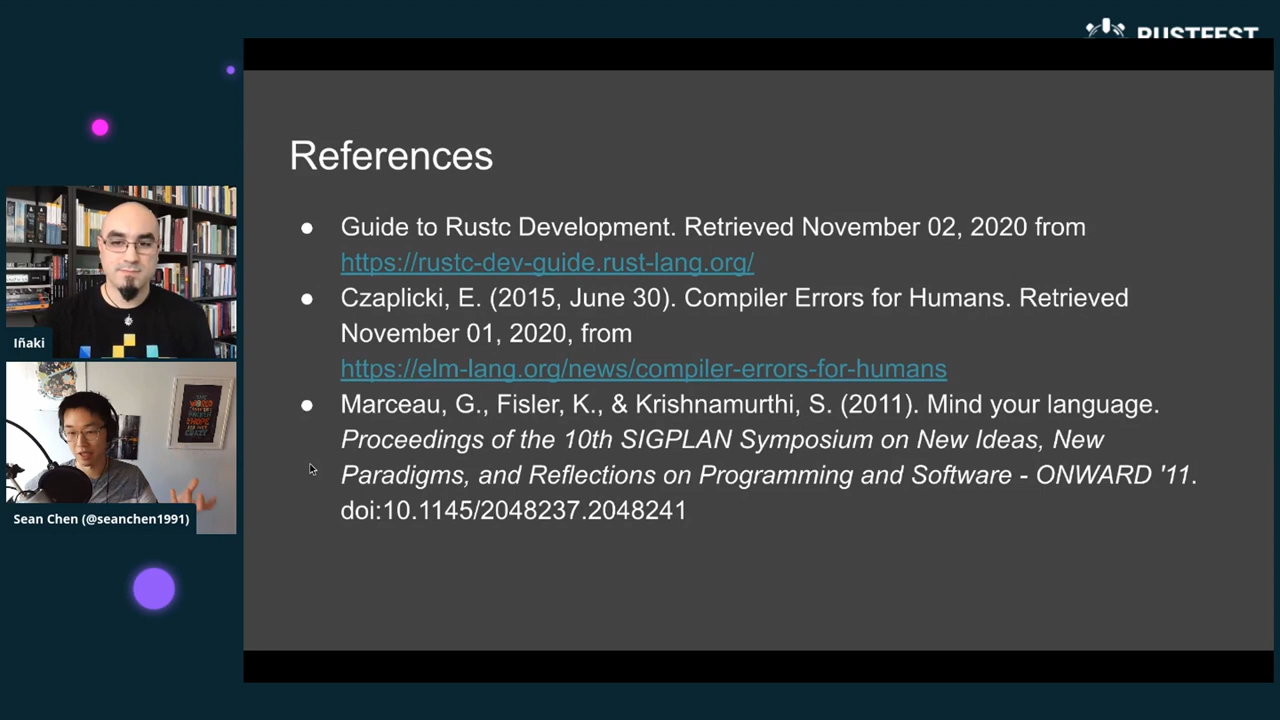 RUSTFEST
References
● Guide to Rustc Development. Retrieved November 02, 2020 from
https://rustc-dev-guide.rust-lang.org/
● Czaplicki, E. (2015, June 30). Compiler Errors for Humans. Retrieved
November 01, 2020, from
https://elm-lang.org/news/compiler-errors-for-humans
● Marceau, G., Fisler, K., & Krishnamurthi, S. (2011). Mind your language.
Proceedings of the 10th SIGPLAN Symposium on New Ideas, New
Paradigms, and Reflections on Programming and Software - ONWARD '11.
doi:10.1145/2048237.2048241
Iñaki
Sean Chen (@seanchen1991)